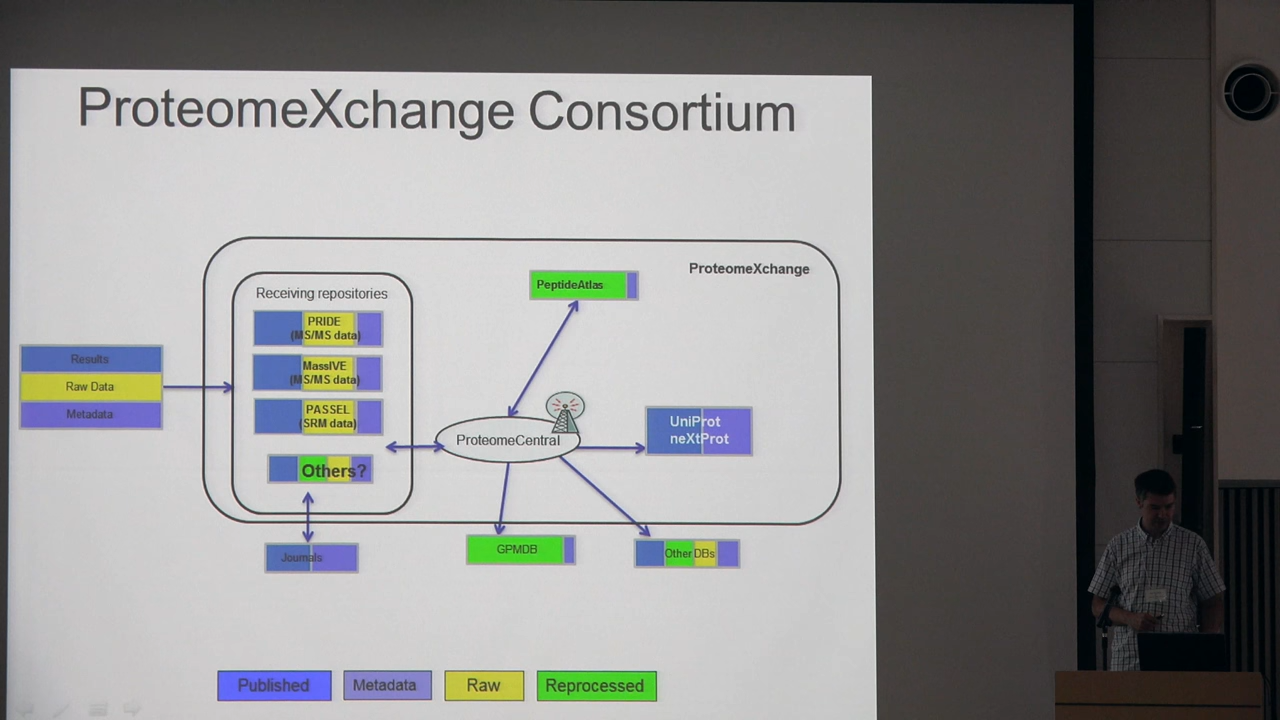 ProteomeXchange Consortium
ProteomeXchange
PeptideAtlas
Receiving repositories
PRIDE
(MS/MS data)
MassIVE
(MS/MS data)
PASSEL
(SRM data)
Others?
Results
Raw Data
Metadata
ProteomeCentral
UniProt
neXtProt
Journals
GPMDB
Other DBs
Published
Metadata
Raw
Reprocessed